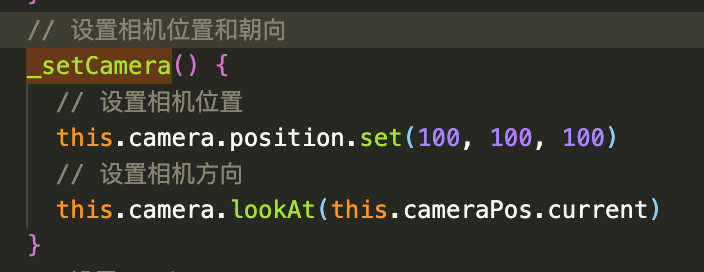 }
// 设置相机位置和朝向
_setCamera() {
// 设置相机位置
this.camera.position.set(100, 100, 100)
// 设置相机方向
this.camera.lookAt(this.cameraPos.current)
}